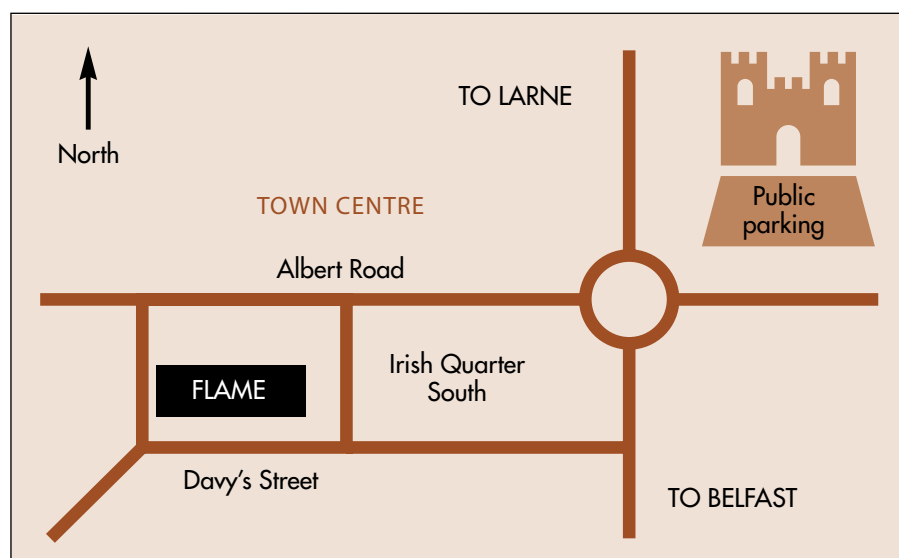 TO LARNE
North
Public
parking
TOWN CENTRE
Albert Road
Irish Quarter
South
FLAME
Davy's Street
TO BELFAST